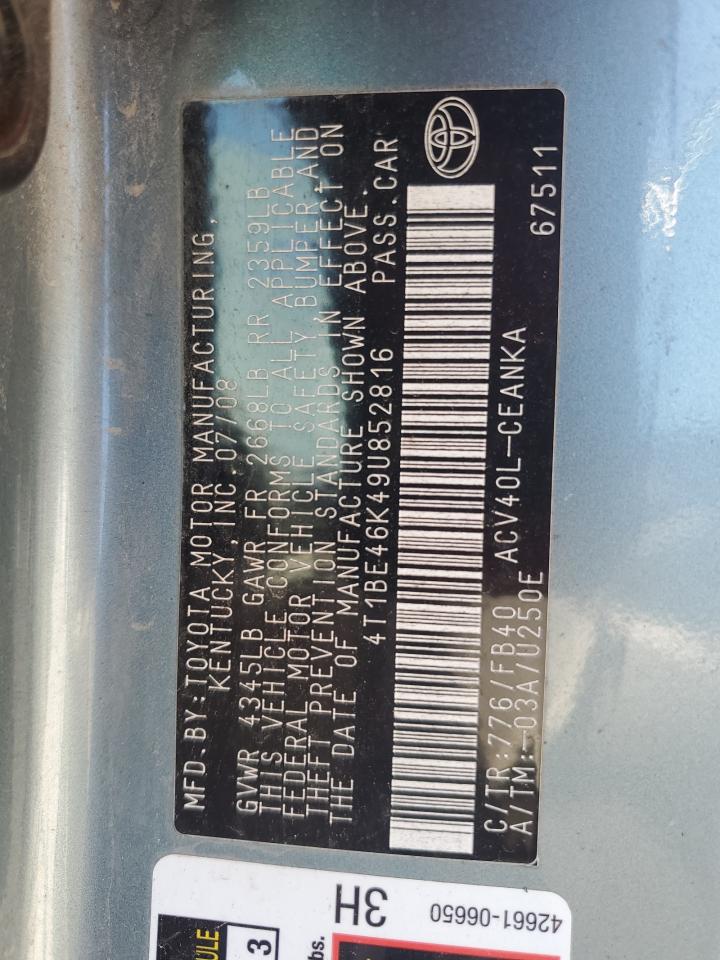 MFD.BY:TOYOTA MOTOR MANUFACTURING,
KENTUCKY, INC. 07/08
GVWR 4345LB GAWR FR 2668LB RR 2359LB
THIS VEHICLE CONFORMS TO ALL APPLICABLE
FEDERAL MOTOR VEHICLE SAFETY, BUMPER, AND
THEFT PREVENTION STANDARDS IN EFFECT ON
THE DATE OF MANUFACTURE SHOWN ABOVE.
4T1BE46K49U852816 PASS.CAR
C/TR:776/FB40 ACV40L-CEANKA
A/TM:-03A/U250E 67511
3H
42661-06650
3
lbs.